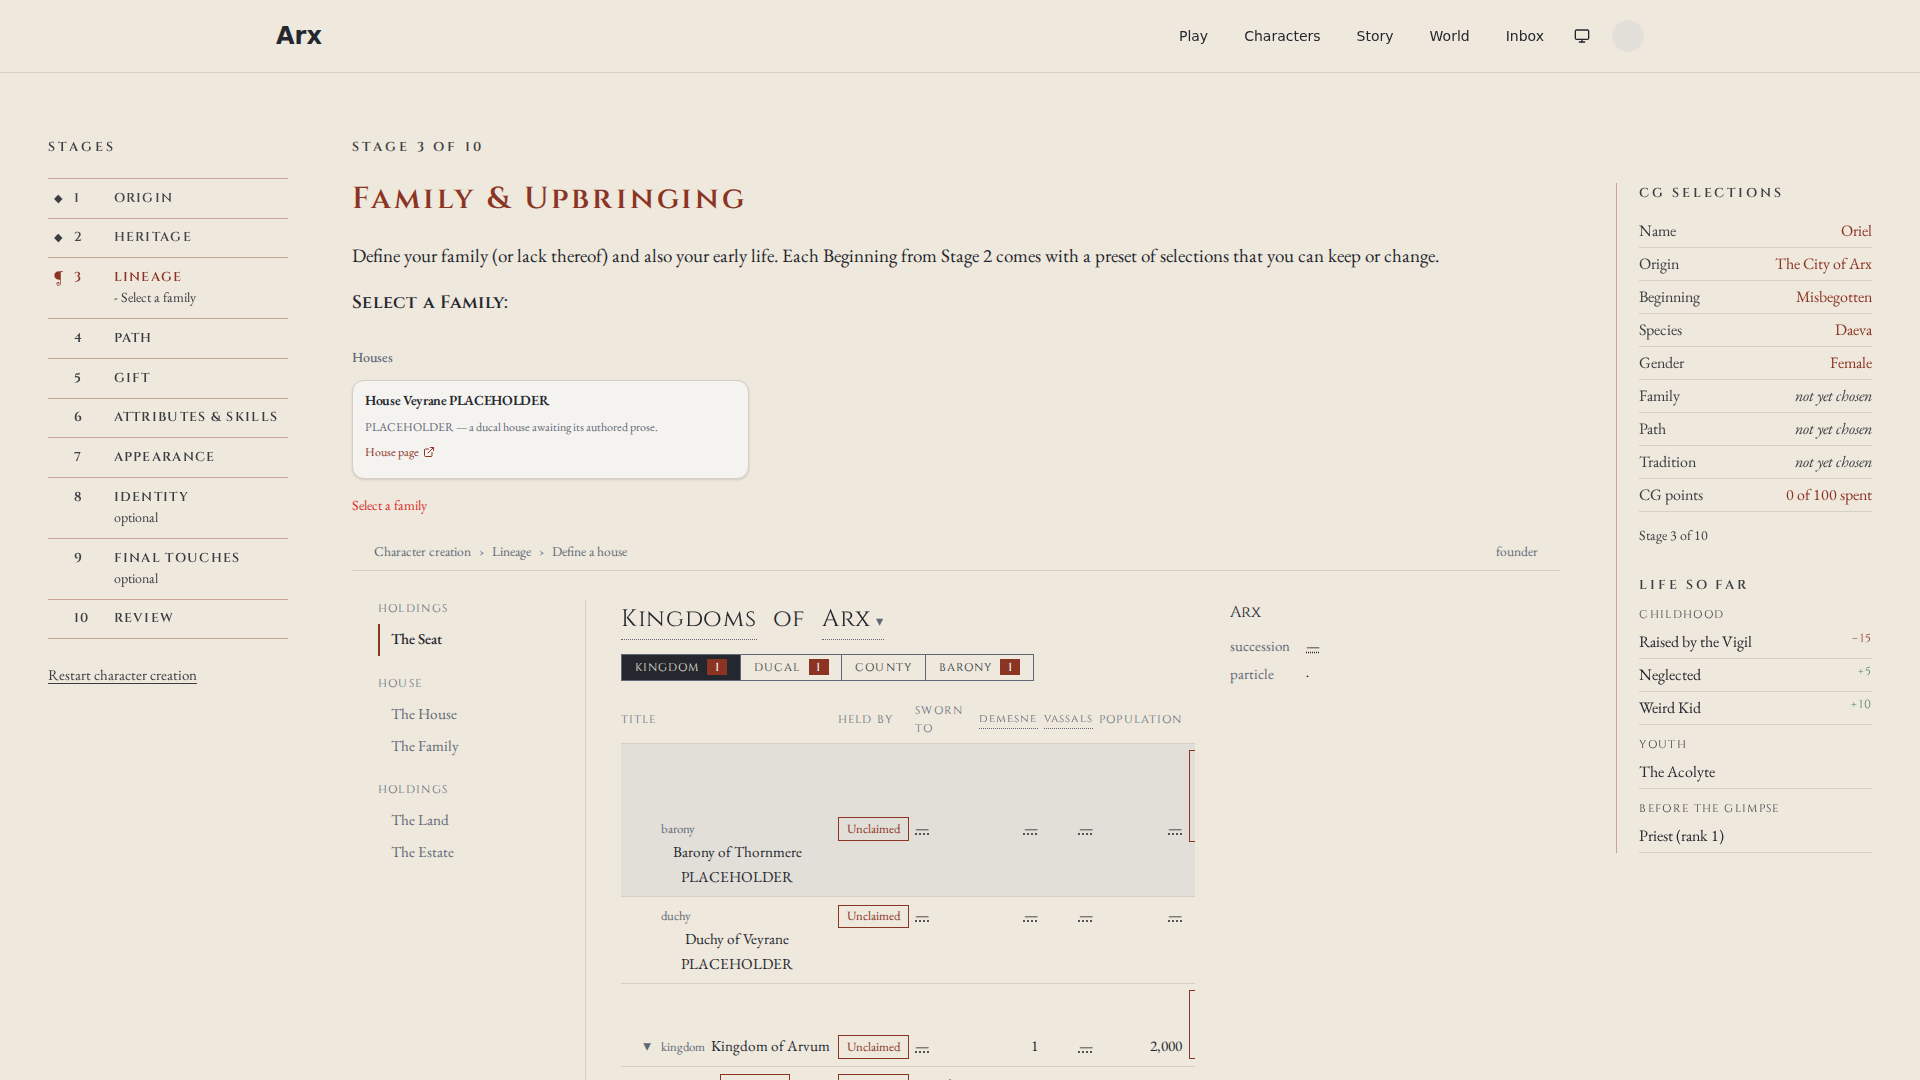 Arx
Play
Characters
Story
World
Inbox
STAGES
◆ 1 ORIGIN
◆ 2 HERITAGE
¶ 3 LINEAGE
- Select a family
4 PATH
5 GIFT
6 ATTRIBUTES & SKILLS
7 APPEARANCE
8 IDENTITY
optional
9 FINAL TOUCHES
optional
10 REVIEW
Restart character creation
STAGE 3 OF 10
Family & Upbringing
Define your family (or lack thereof) and also your early life. Each Beginning from Stage 2 comes with a preset of selections that you can keep or change.
Select a Family:
Houses
House Veyrane PLACEHOLDER
PLACEHOLDER — a ducal house awaiting its authored prose.
House page
Select a family
Character creation › Lineage › Define a house
founder
HOLDINGS
The Seat
HOUSE
The House
The Family
HOLDINGS
The Land
The Estate
Kingdoms of Arx ▾
KINGDOM 1
DUCAL 1
COUNTY
BARONY 1
TITLE
HELD BY
SWORN TO
DEMESNE
VASSALS
POPULATION
barony
Barony of Thornmere
PLACEHOLDER
Unclaimed — — — —
duchy
Duchy of Veyrane
PLACEHOLDER
Unclaimed — — — —
▼ kingdom Kingdom of Arvum Unclaimed — 1 — 2,000
Arx
succession —
particle ·
CG SELECTIONS
Name Oriel
Origin The City of Arx
Beginning Misbegotten
Species Daeva
Gender Female
Family not yet chosen
Path not yet chosen
Tradition not yet chosen
CG points 0 of 100 spent
Stage 3 of 10
LIFE SO FAR
CHILDHOOD
Raised by the Vigil −15
Neglected +5
Weird Kid +10
YOUTH
The Acolyte
BEFORE THE GLIMPSE
Priest (rank 1)